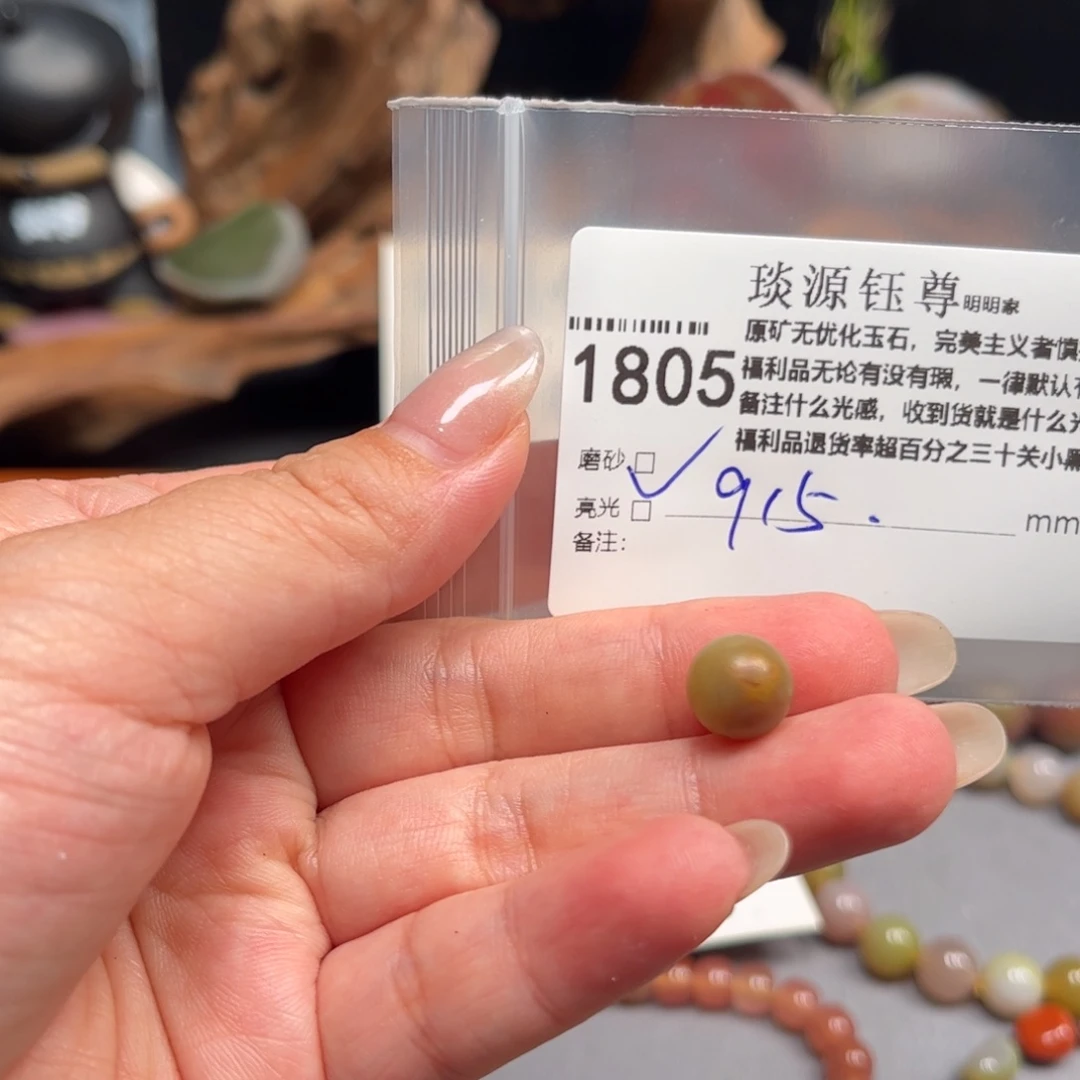 琰源钰尊明明家
原矿无优化玉石，完美主义者慎
1805
福利品无论有没有瑕，一律默认
备注什么光感，收到货就是什么
福利品退货率超百分之三十关小黑
磨砂 □ ✓
亮光 □ 915. mm
备注：